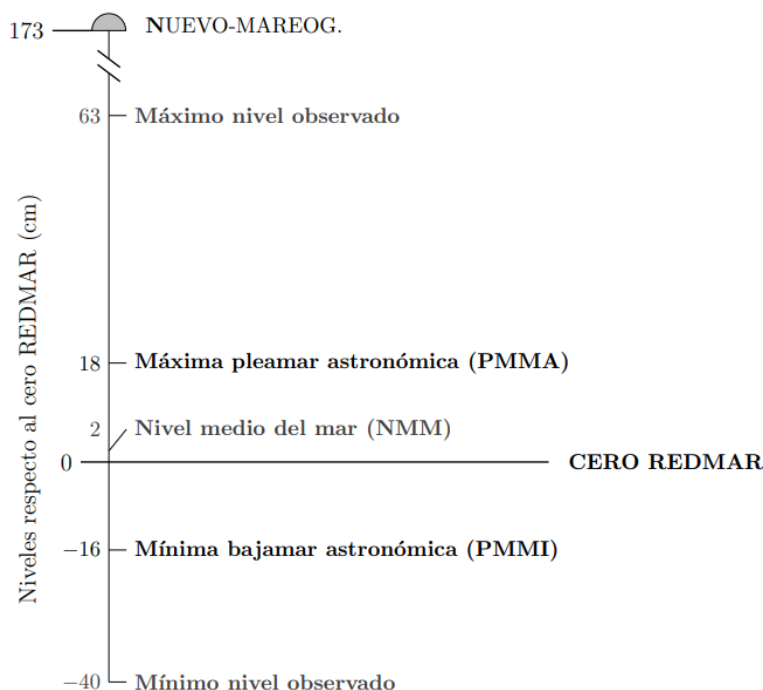 173 NUEVO-MAREOG.
63 Máximo nivel observado
Niveles respecto al cero REDMAR (cm)
18 Máxima pleamar astronómica (PMMA)
2 Nivel medio del mar (NMM)
0 CERO REDMAR
−16 Mínima bajamar astronómica (PMMI)
−40 Mínimo nivel observado